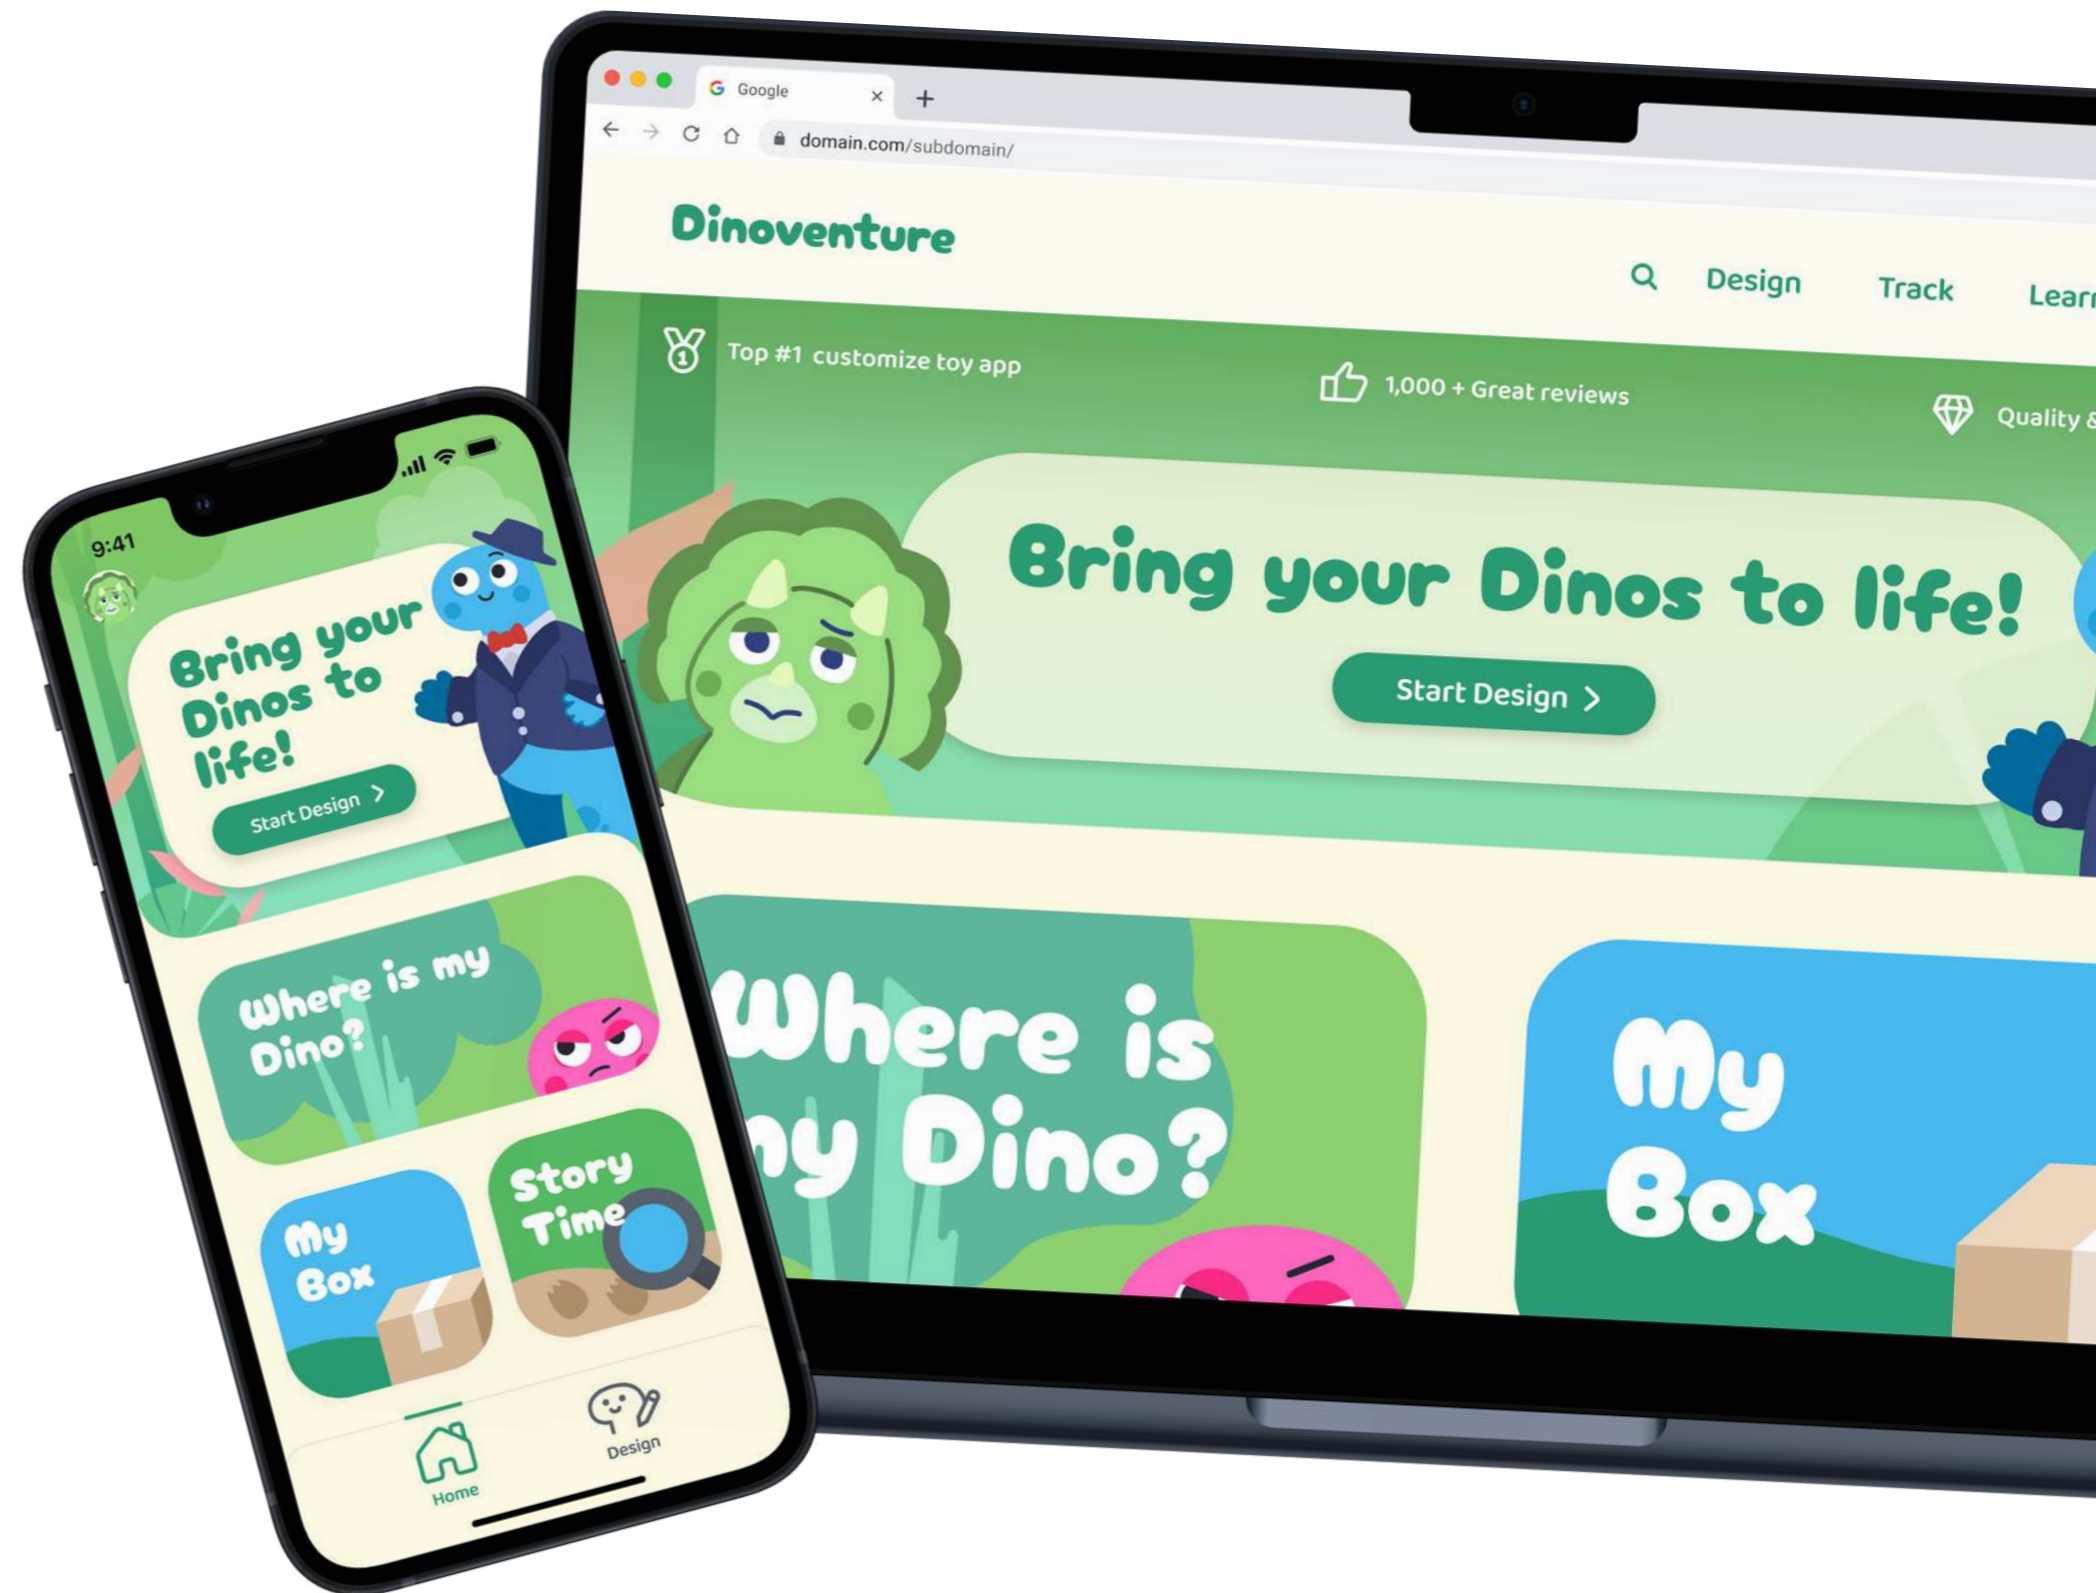 Google
domain.com/subdomain/
Dinoventure
Design
Track
Top #1 customize toy app
1,000 + Great reviews
Quality &
Bring your Dinos to life!
Start Design
Where is
my Dino?
My
Box
9:41
Bring your
Dinos to
life!
Start Design
Where is my
Dino?
My
Box
Story
Time
Home
Design